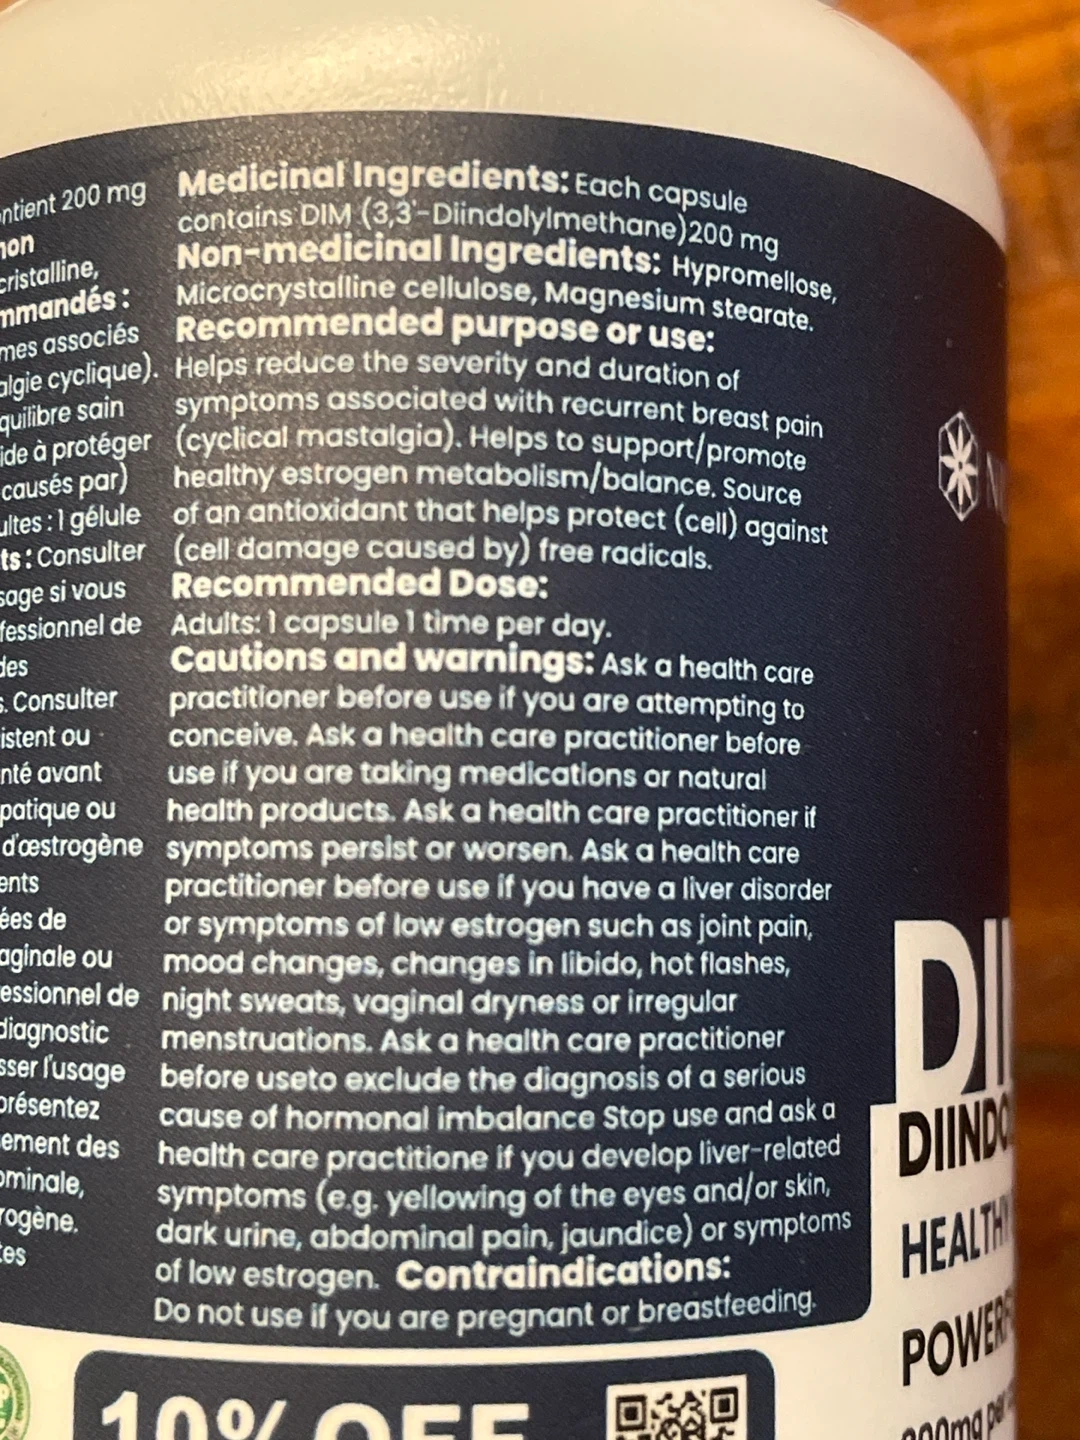 ntient 200 mg
non
cristalline,
mmandés :
mes associés
algie cyclique).
quilibre sain
ide à protéger
causés par)
ultes : 1 gélule
ts : Consulter
sage si vous
fessionnel de
des
s. Consulter
istent ou
nté avant
patique ou
d'œstrogène
ents
ées de
aginale ou
essionnel de
diagnostic
sser l'usage
présentez
ement des
ominale,
rogène.
tes
Medicinal Ingredients: Each capsule
contains DIM (3,3'-Diindolylmethane)200 mg
Non-medicinal Ingredients: Hypromellose,
Microcrystalline cellulose, Magnesium stearate.
Recommended purpose or use:
Helps reduce the severity and duration of
symptoms associated with recurrent breast pain
(cyclical mastalgia). Helps to support/promote
healthy estrogen metabolism/balance. Source
of an antioxidant that helps protect (cell) against
(cell damage caused by) free radicals.
Recommended Dose:
Adults: 1 capsule 1 time per day.
Cautions and warnings: Ask a health care
practitioner before use if you are attempting to
conceive. Ask a health care practitioner before
use if you are taking medications or natural
health products. Ask a health care practitioner if
symptoms persist or worsen. Ask a health care
practitioner before use if you have a liver disorder
or symptoms of low estrogen such as joint pain,
mood changes, changes in libido, hot flashes,
night sweats, vaginal dryness or irregular
menstruations. Ask a health care practitioner
before useto exclude the diagnosis of a serious
cause of hormonal imbalance Stop use and ask a
health care practitione if you develop liver-related
symptoms (e.g. yellowing of the eyes and/or skin,
dark urine, abdominal pain, jaundice) or symptoms
of low estrogen. Contraindications:
Do not use if you are pregnant or breastfeeding.
10% OFF
DI
DIINDO
HEALTHY
POWERF
200mg per